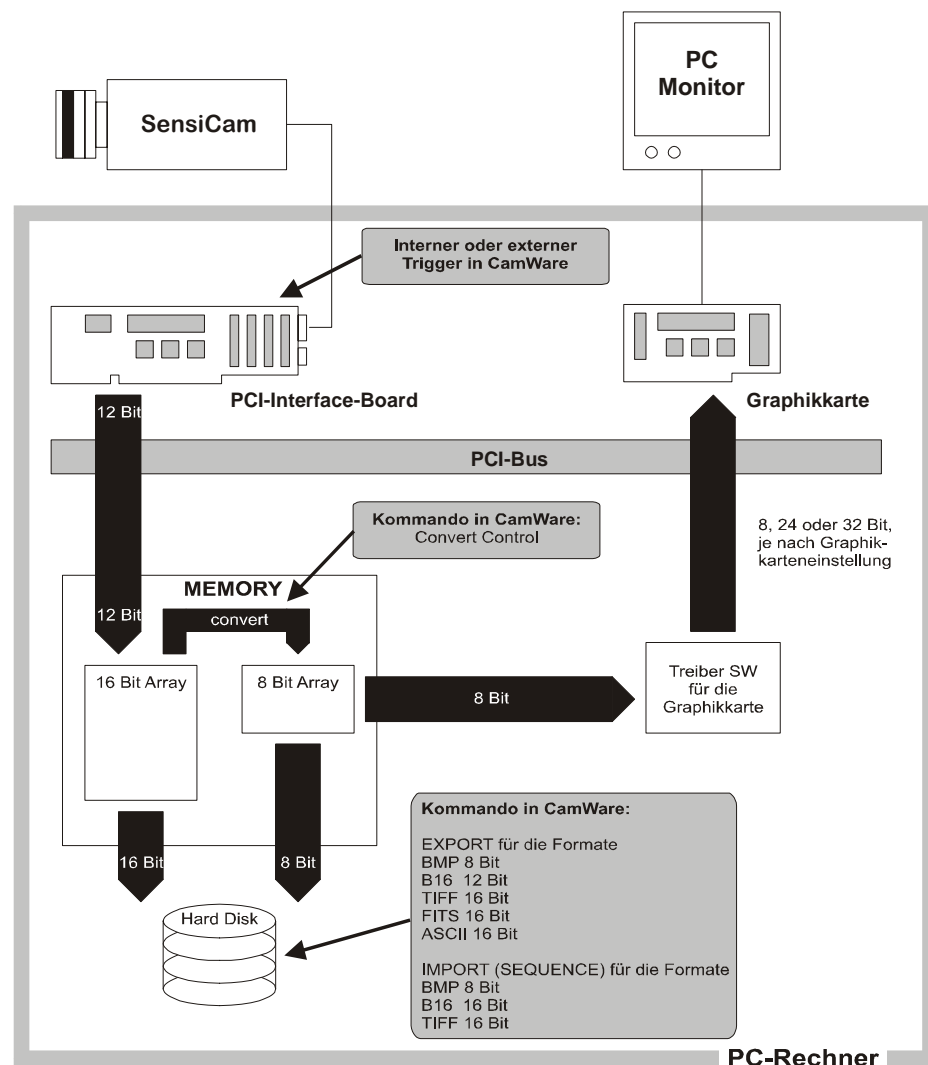 PC
Monitor
SensiCam
Interner oder externer
Trigger in CamWare
PCI-Interface-Board
Graphikkarte
12 Bit
PCI-Bus
Kommando in CamWare:
Convert Control
8, 24 oder 32 Bit,
je nach Graphik-
karteneinstellung
MEMORY
12 Bit
convert
16 Bit Array
8 Bit Array
8 Bit
Treiber SW
für die
Graphikkarte
16 Bit
8 Bit
Hard Disk
Kommando in CamWare:
EXPORT für die Formate
BMP 8 Bit
B16 12 Bit
TIFF 16 Bit
FITS 16 Bit
ASCII 16 Bit
IMPORT (SEQUENCE) für die Formate
BMP 8 Bit
B16 16 Bit
TIFF 16 Bit
PC-Rechner